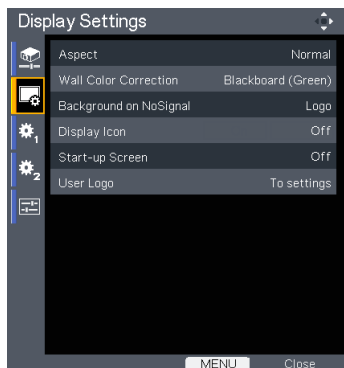 Display Settings
Aspect Normal
Wall Color Correction Blackboard (Green)
Background on NoSignal Logo
Display Icon Off
Start-up Screen Off
User Logo To settings
1
2
MENU Close